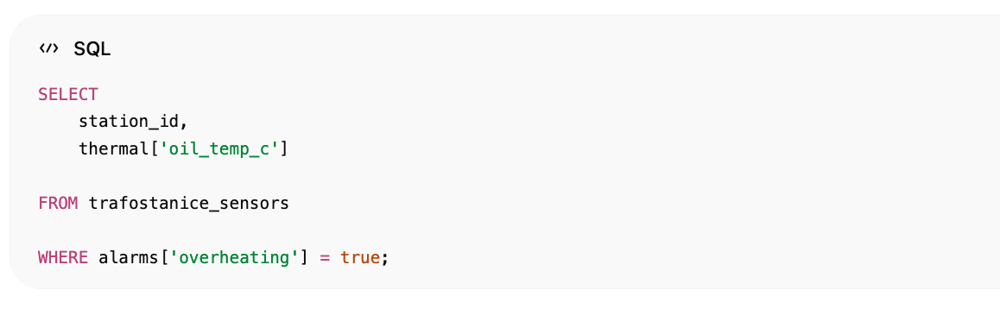 SQL
SELECT
    station_id,
    thermal['oil_temp_c']
FROM trafostanice_sensors
WHERE alarms['overheating'] = true;